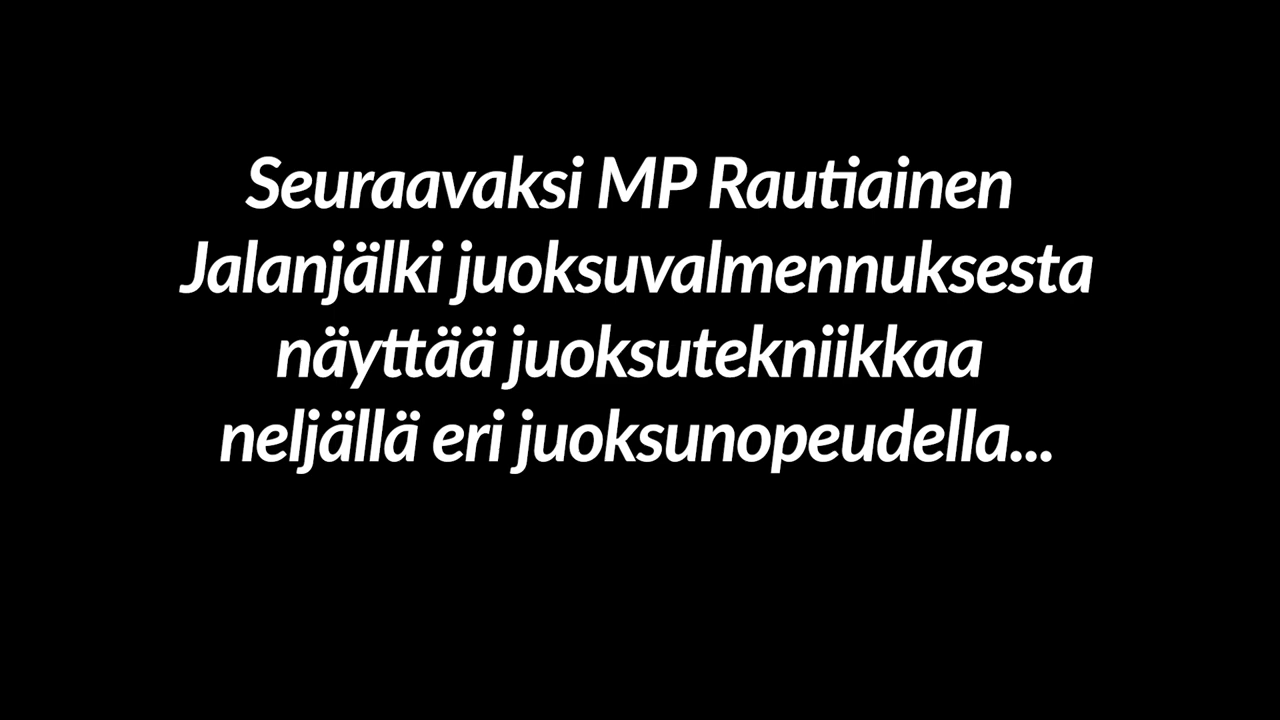 Seuraavaksi MP Rautiainen
Jalanjälki juoksuvalmennuksesta
näyttää juoksutekniikkaa
neljällä eri juoksunopeudella...